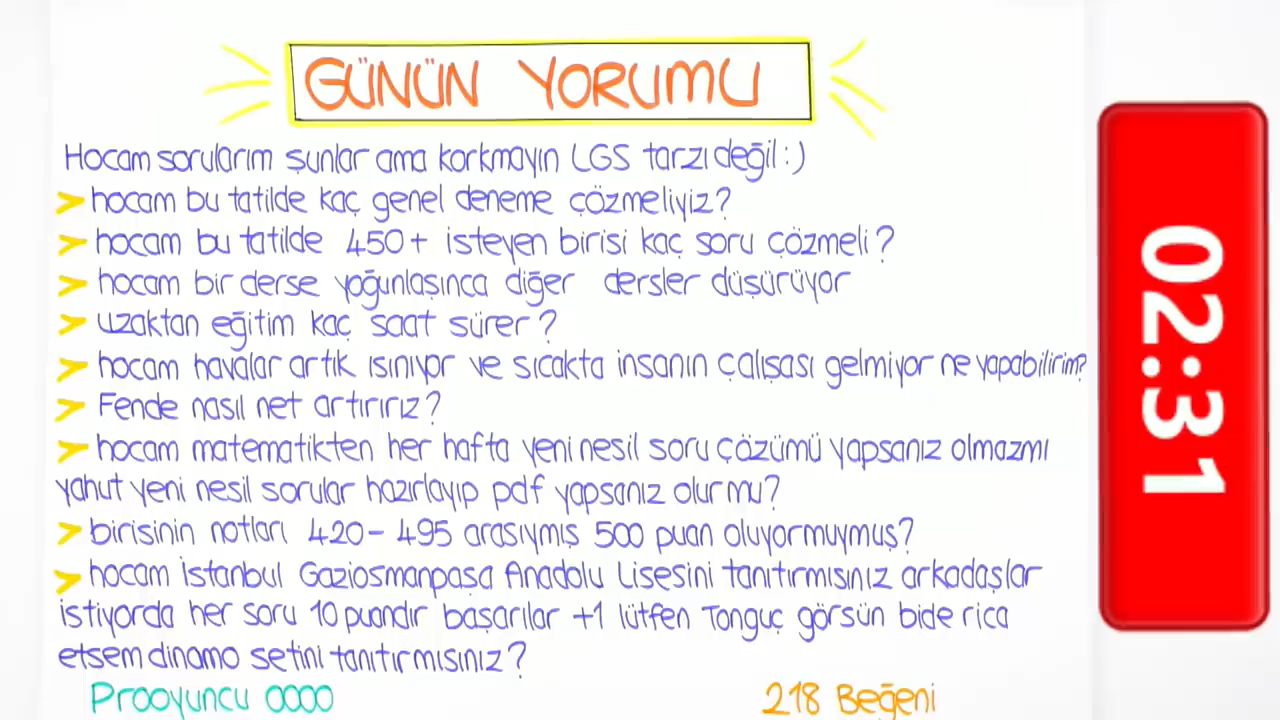 GÜNÜN YORUMU
Hocam sorularım şunlar ama korkmayın LGS tarzı değil :)
➤ hocam bu tatilde kaç genel deneme çözmeliyiz?
➤ hocam bu tatilde 450+ isteyen birisi kaç soru çözmeli?
➤ hocam bir derse yoğunlaşınca diğer dersler düşürüyor
➤ uzaktan eğitim kaç saat sürer?
➤ hocam havalar artık ısınıyor ve sıcakta insanın çalışası gelmiyor ne yapabilirim?
➤ Fende nasıl net artırırız?
➤ hocam matematikten her hafta yeni nesil soru çözümü yapsanız olmazmı
yahut yeni nesil sorular hazırlayıp pdf yapsanız olur mu?
➤ birisinin notları 420-495 arasıymış 500 puan oluyormuymuş?
➤ hocam İstanbul Gaziosmanpaşa Anadolu Lisesini tanıtırmısınız arkadaşlar
istiyorda her soru 10 puandır başarılar +1 lütfen Tonguç görsün bide rica
etsem dinamo setini tanıtırmısınız?
Prooyuncu 0000
218 Beğeni
02:31